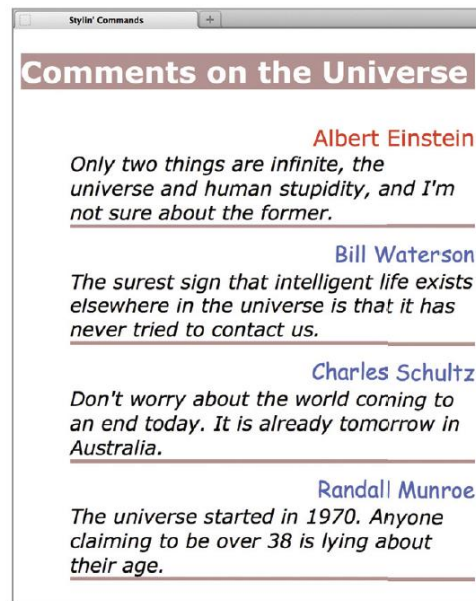 Stylin' Commands
+
Comments on the Universe
Albert Einstein
Only two things are infinite, the
universe and human stupidity, and I'm
not sure about the former.
Bill Waterson
The surest sign that intelligent life exists
elsewhere in the universe is that it has
never tried to contact us.
Charles Schultz
Don't worry about the world coming to
an end today. It is already tomorrow in
Australia.
Randall Munroe
The universe started in 1970. Anyone
claiming to be over 38 is lying about
their age.